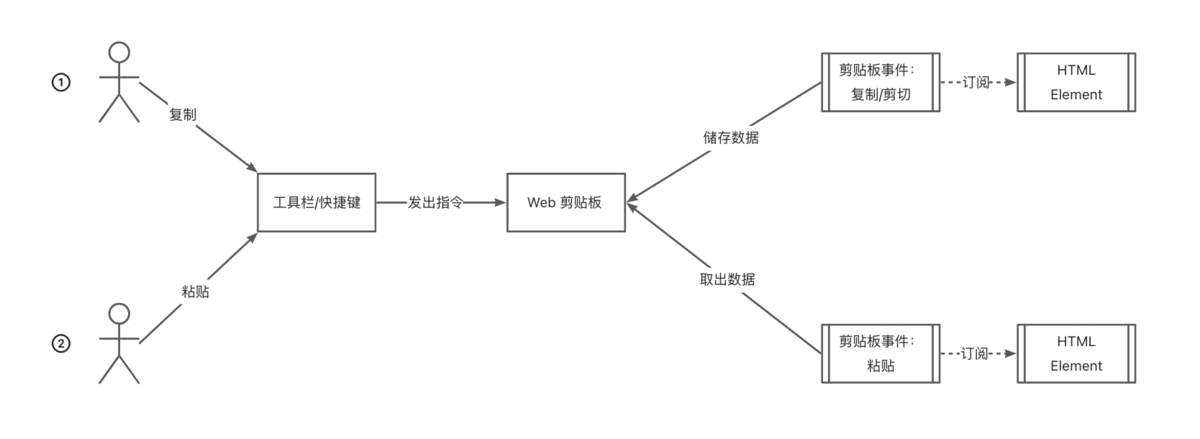 ①
复制
工具栏/快捷键
发出指令
Web 剪贴板
储存数据
剪贴板事件：
复制/剪切
订阅
HTML
Element
②
粘贴
取出数据
剪贴板事件：
粘贴
订阅
HTML
Element